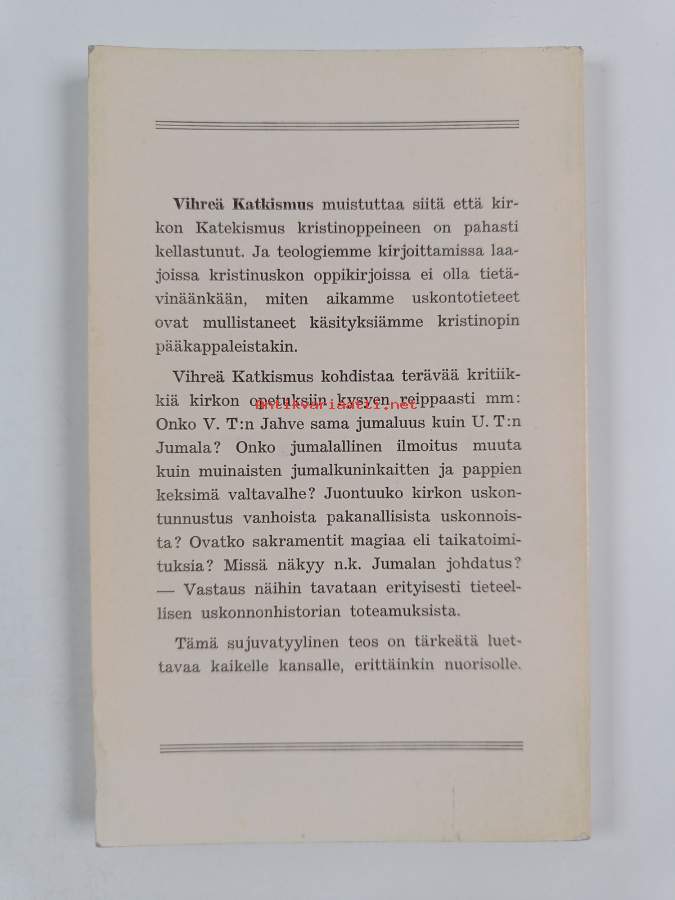 Vihreä Katkismus muistuttaa siitä että kir-
kon Katekismus kristinoppeineen on pahasti
kellastunut. Ja teologiemme kirjoittamissa laa-
joissa kristinuskon oppikirjoissa ei olla tietä-
vinäänkään, miten aikamme uskontotieteet
ovat mullistaneet käsityksiämme kristinopin
pääkappaleistakin.
Vihreä Katkismus kohdistaa terävää kritiik-
kiä kirkon opetuksiin kysyen reippaasti mm:
antikvariaatti.net
Onko V. T:n Jahve sama jumaluus kuin U. T:n
Jumala? Onko jumalallinen ilmoitus muuta
kuin muinaisten jumalkuninkaitten ja pappien
keksimä valtavalhe? Juontuuko kirkon uskon-
tunnustus vanhoista pakanallisista uskonnois-
ta? Ovatko sakramentit magiaa eli taikatoimi-
tuksia? Missä näkyy n.k. Jumalan johdatus?
— Vastaus näihin tavataan erityisesti tieteel-
lisen uskonnonhistorian toteamuksista.
Tämä sujuvatyylinen teos on tärkeätä luet-
tavaa kaikelle kansalle, erittäinkin nuorisolle.